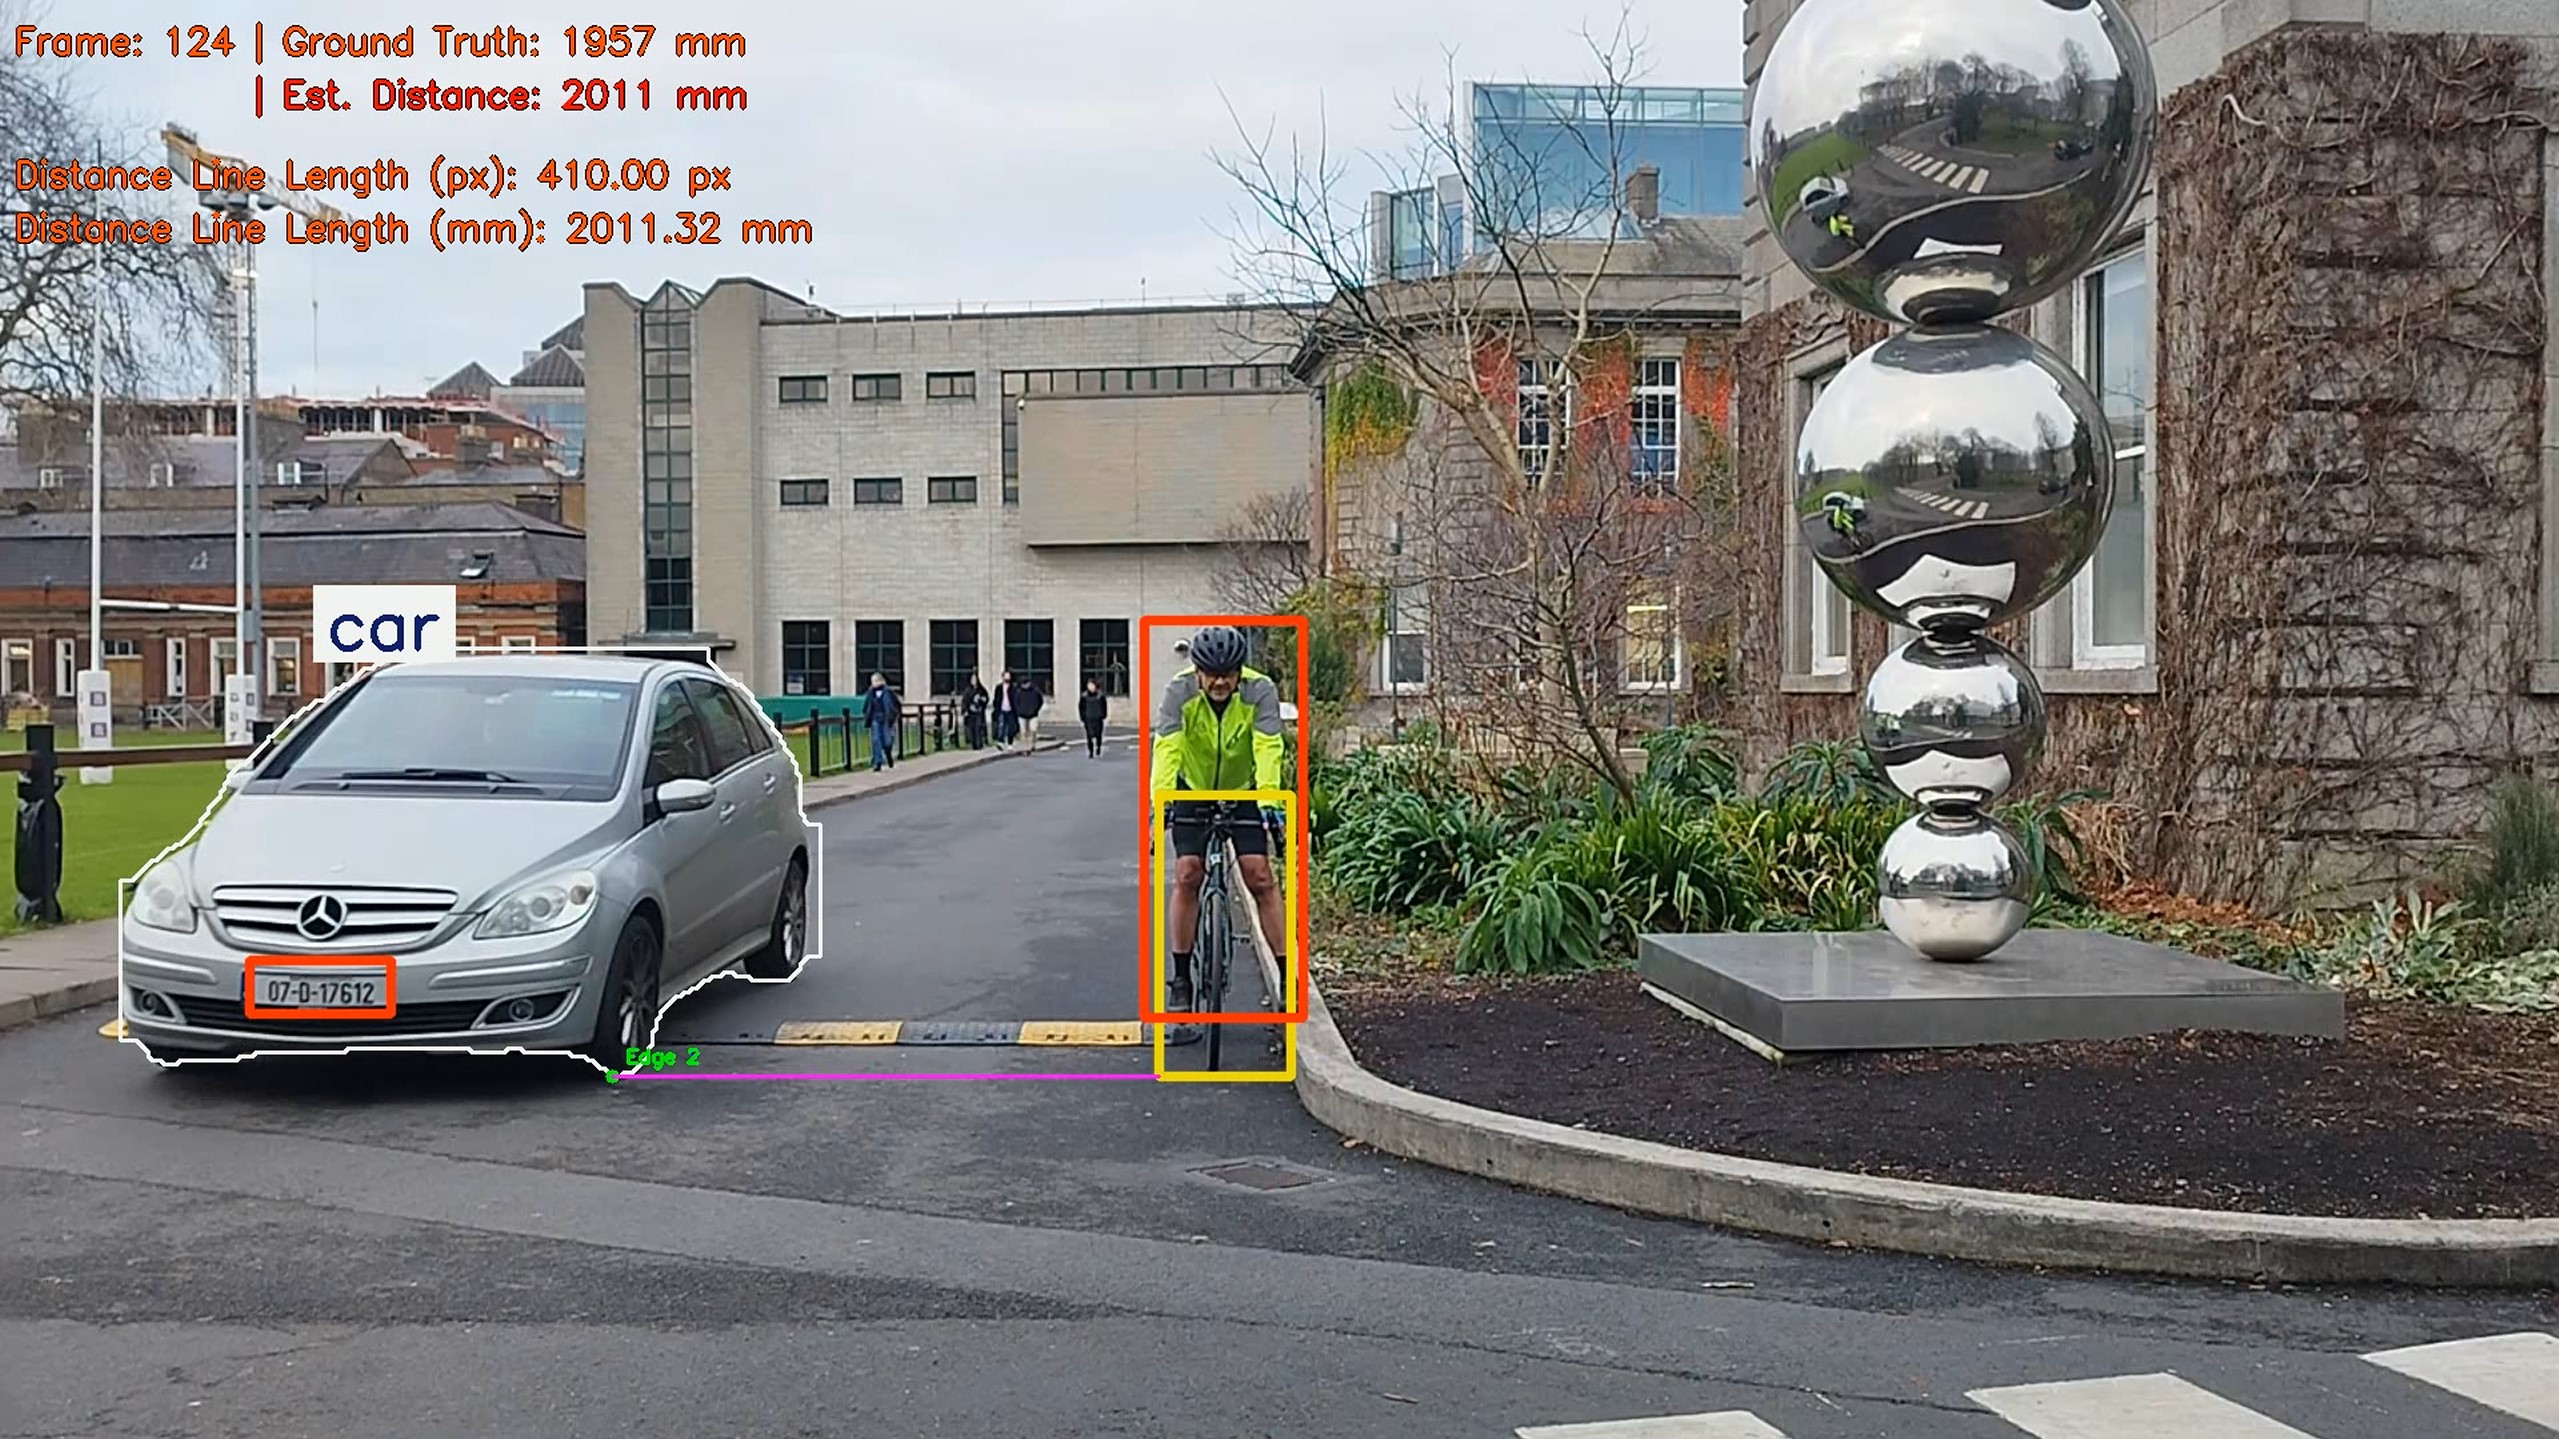 Frame: 124 | Ground Truth: 1957 mm
| Est. Distance: 2011 mm
Distance Line Length (px): 410.00 px
Distance Line Length (mm): 2011.32 mm
car
07-D-17612
Edge 2